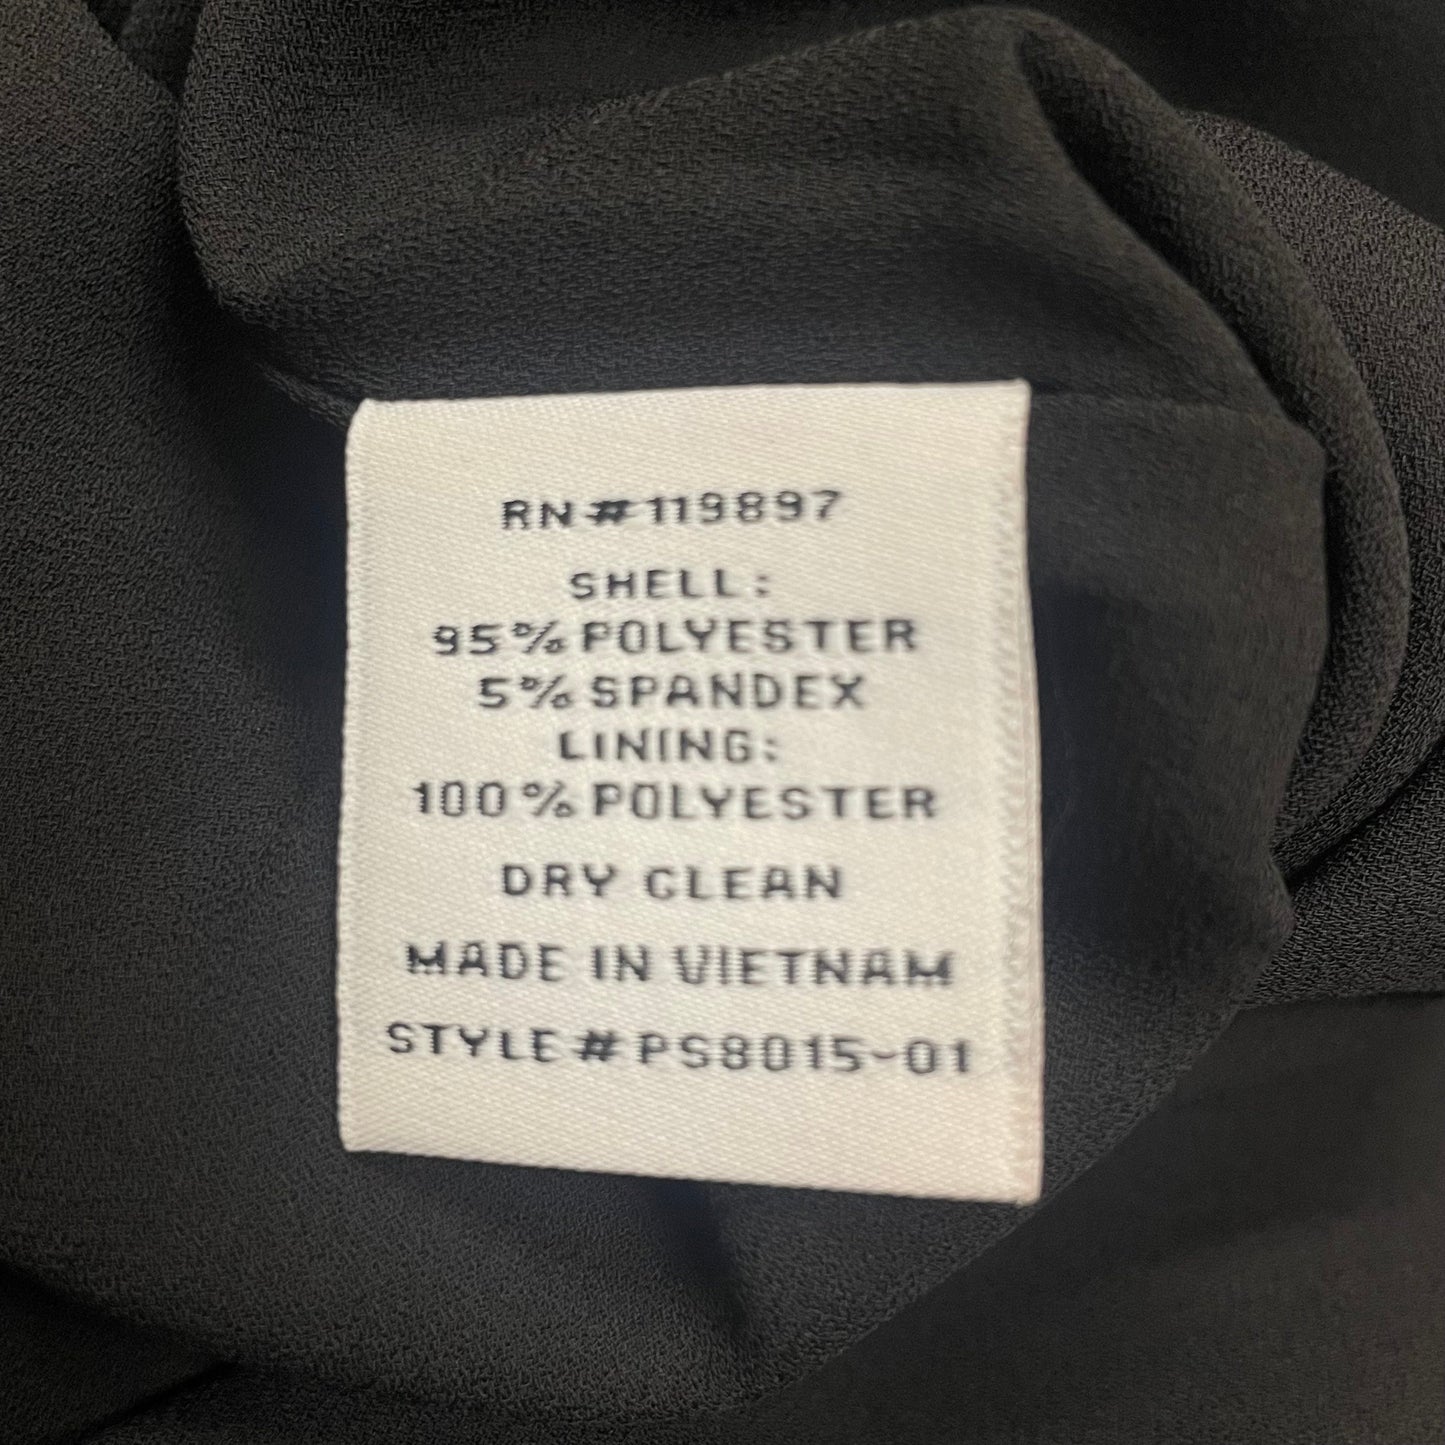 RN#119897
SHELL:
95% POLYESTER
5% SPANDEX
LINING:
100% POLYESTER
DRY CLEAN
MADE IN VIETNAM
STYLE#PS8015-01